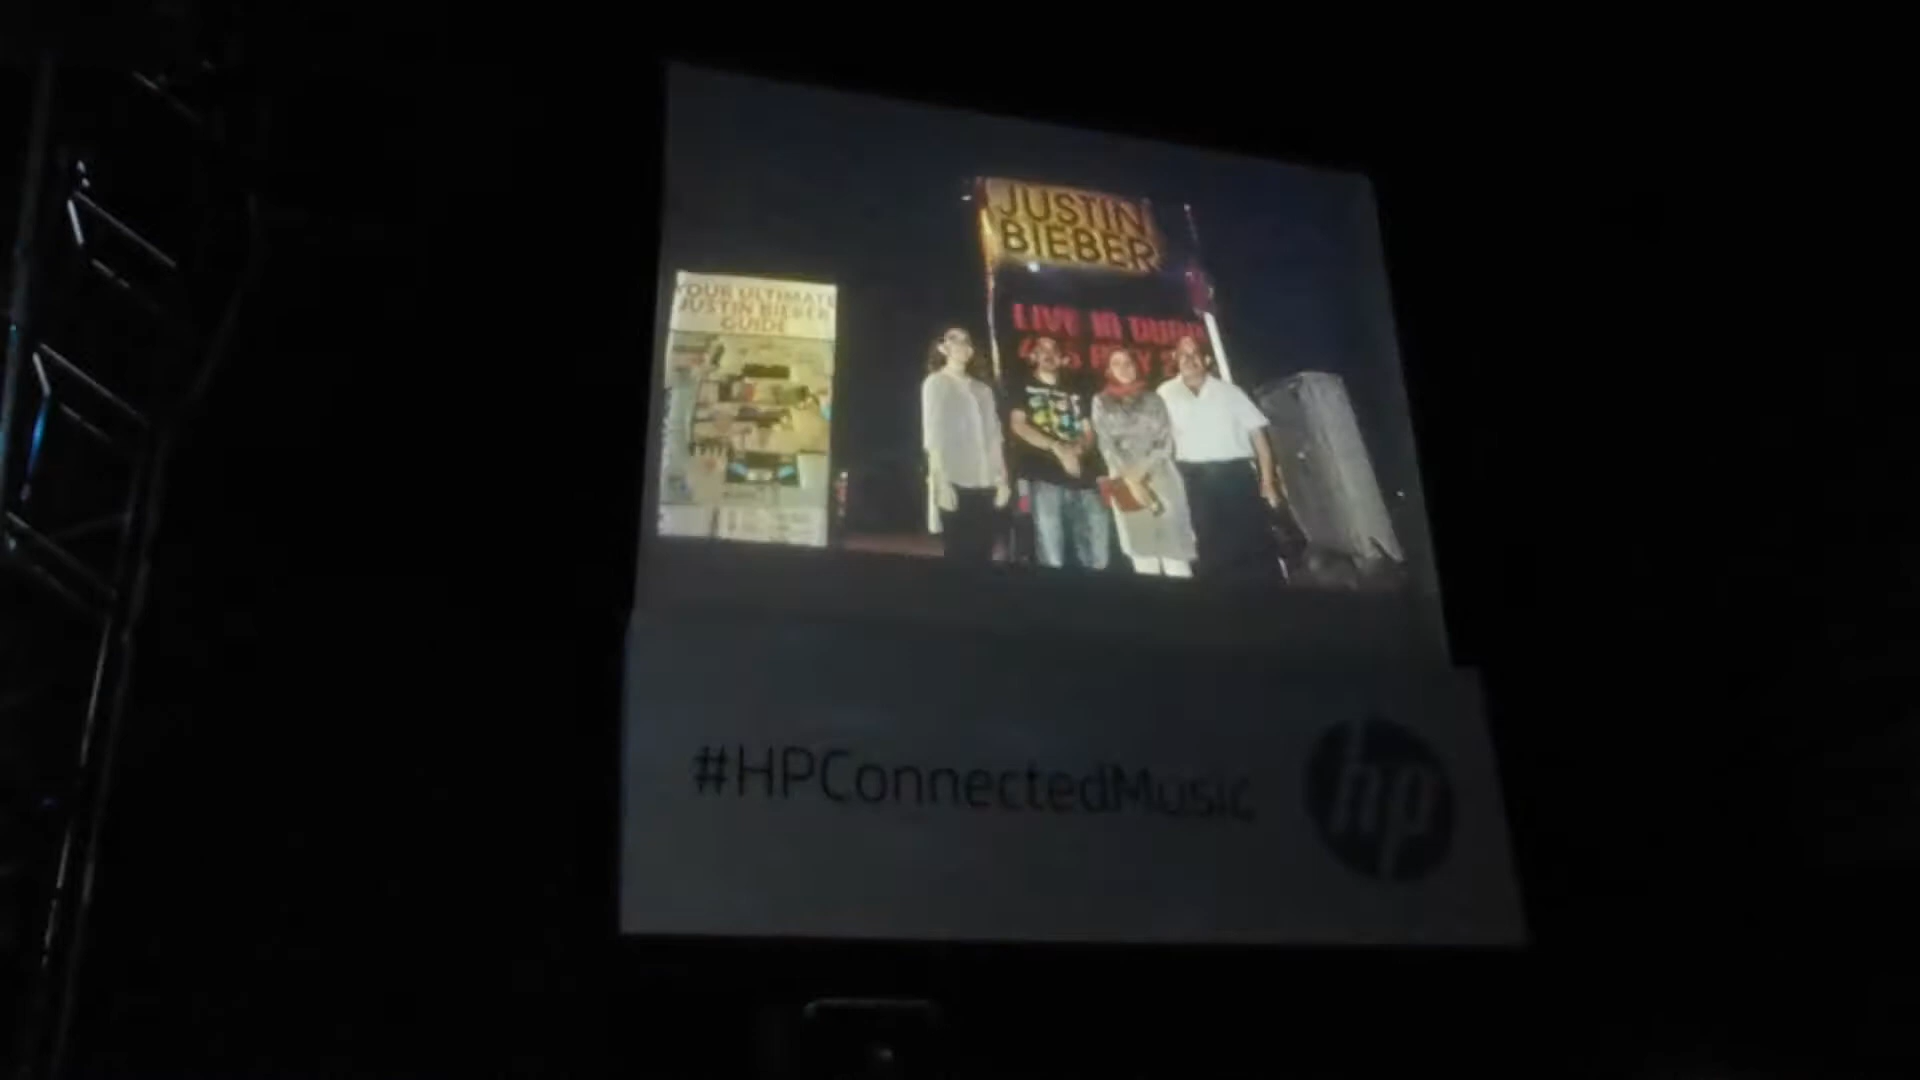 JUSTIN
BIEBER
YOUR ULTIMATE
JUSTIN BIEBER
GUIDE
LIVE IN
#HPConnectedMusic
hp